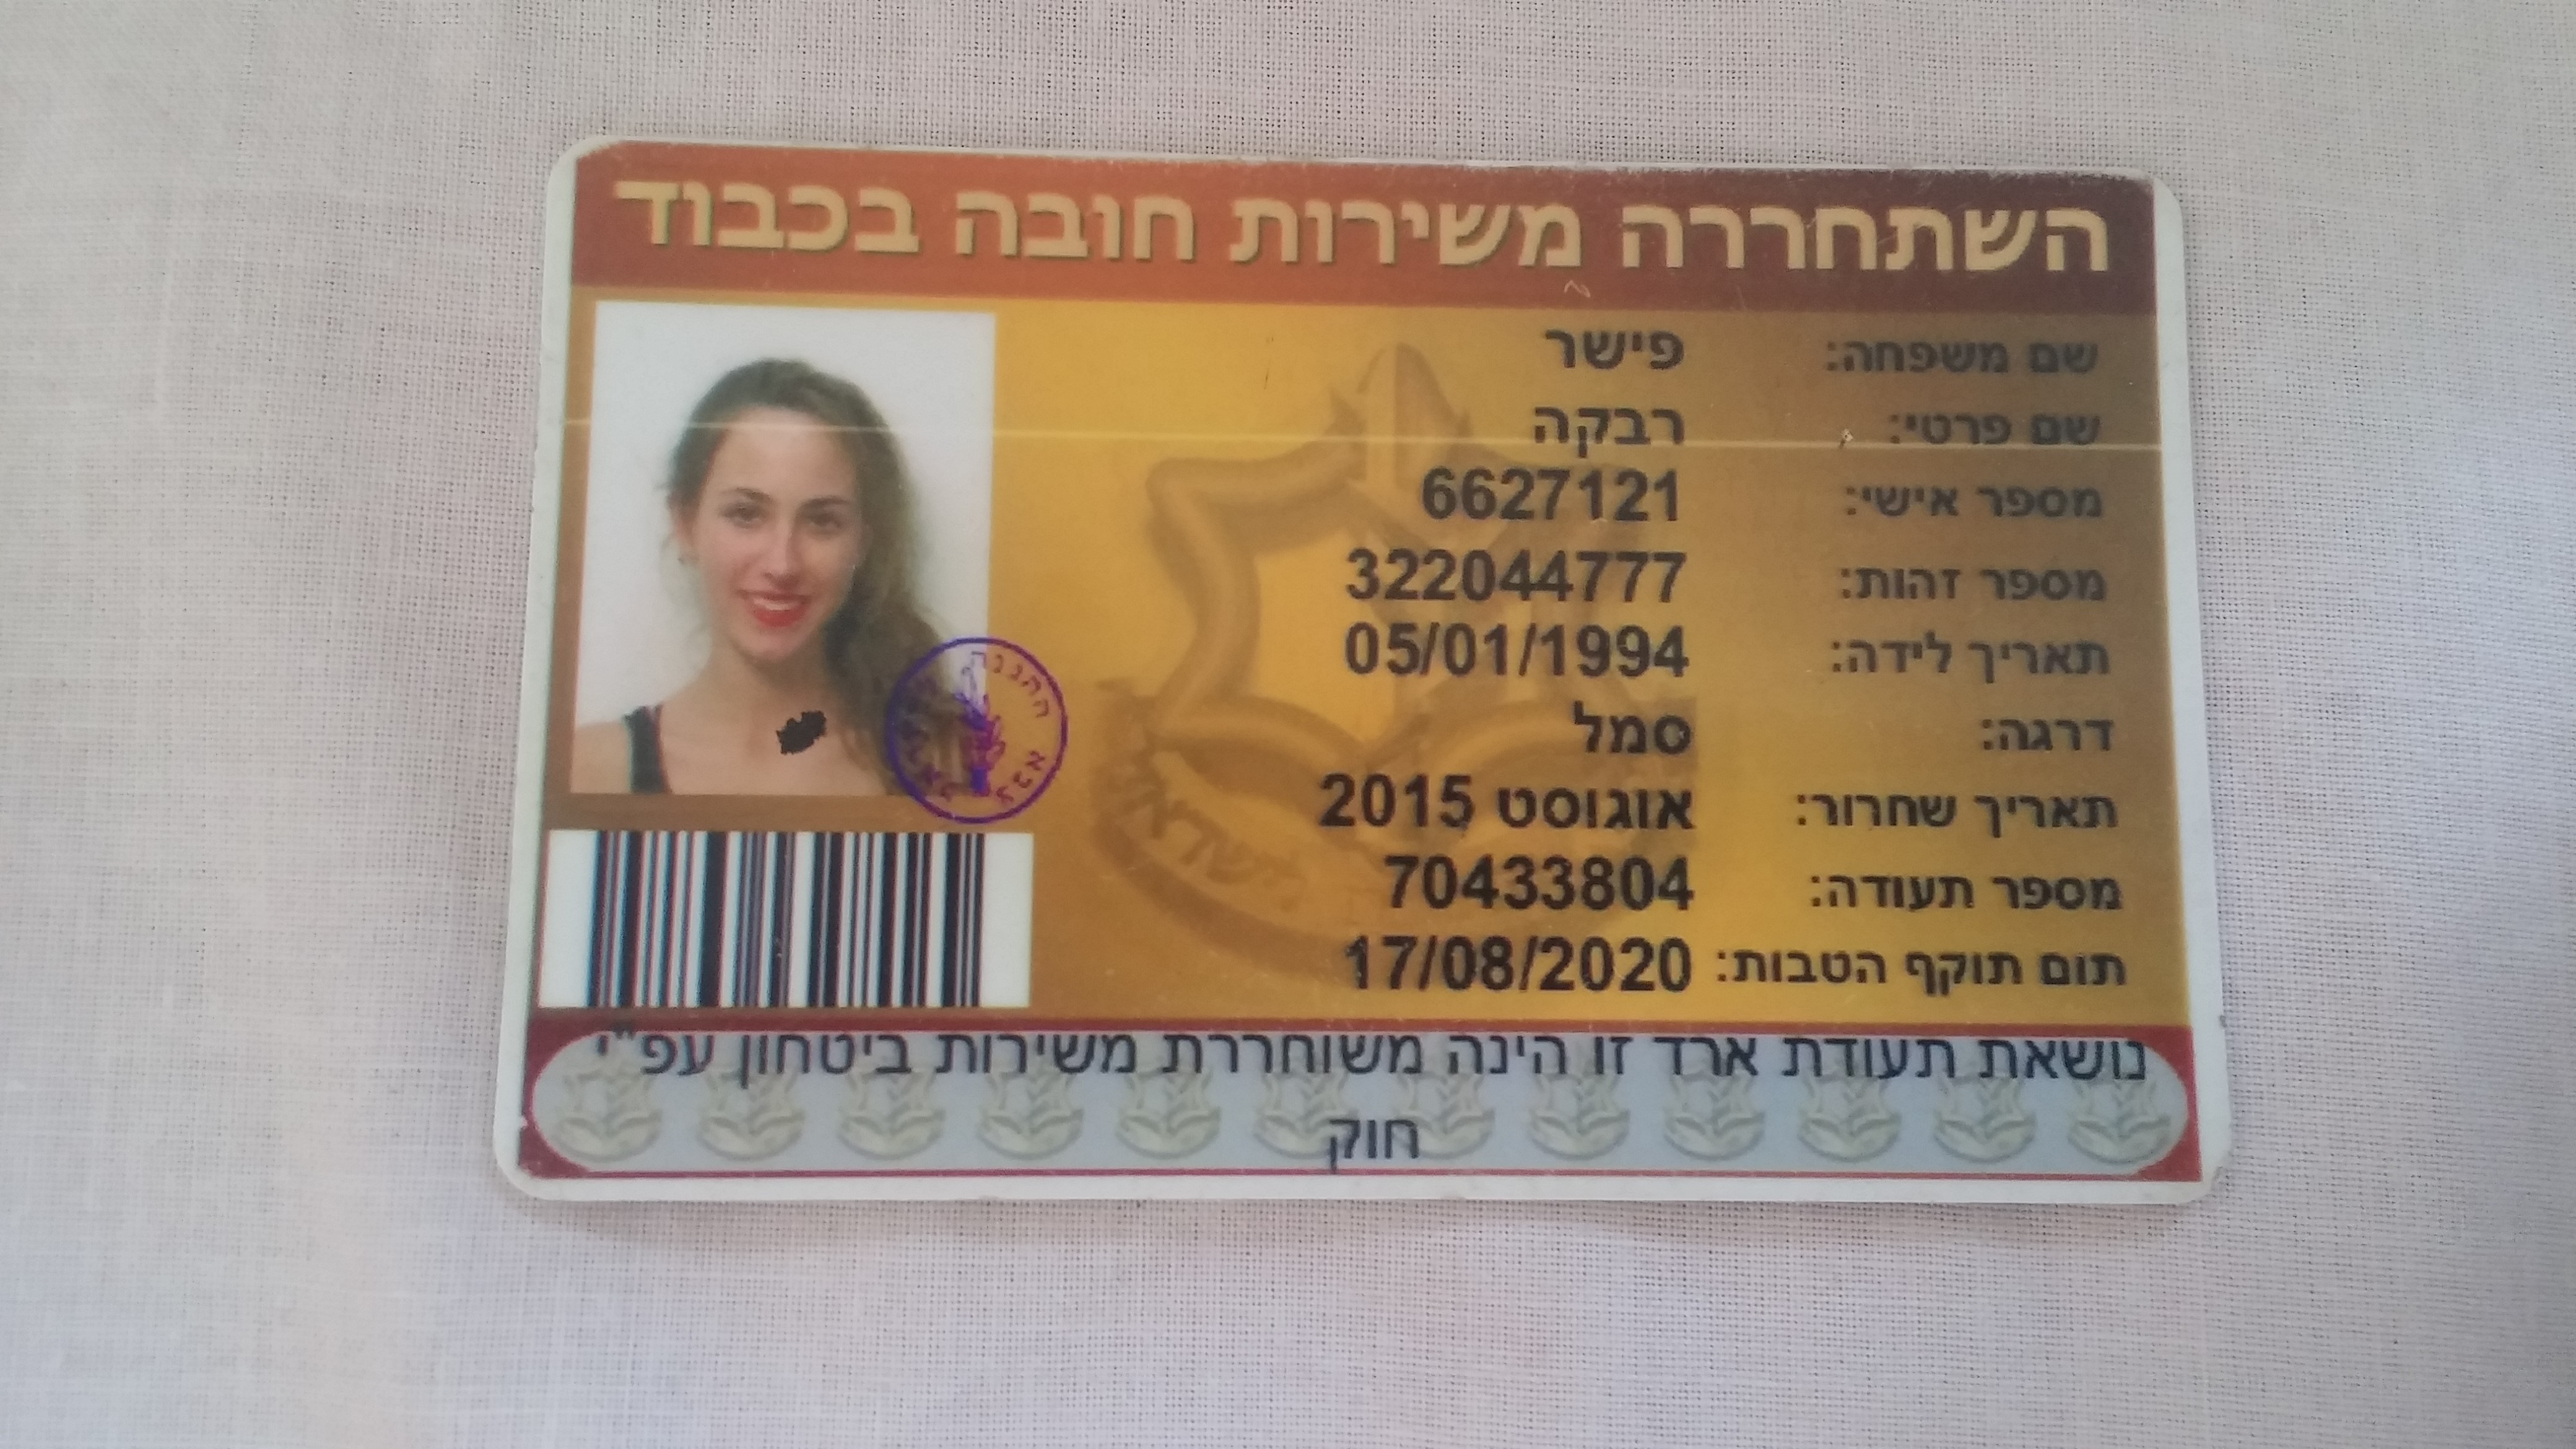 השתחררה משירות חובה בכבוד
שם משפחה: פישר
שם פרטי: רבקה
מספר אישי: 6627121
מספר זהות: 322044777
תאריך לידה: 05/01/1994
דרגה: סמל
תאריך שחרור: אוגוסט 2015
מספר תעודה: 70433804
תום תוקף הטבות: 17/08/2020
נושאת תעודת ארד זו הינה משוחררת משירות ביטחון עפ"י
חוק
צבא ההגנה
ישראל